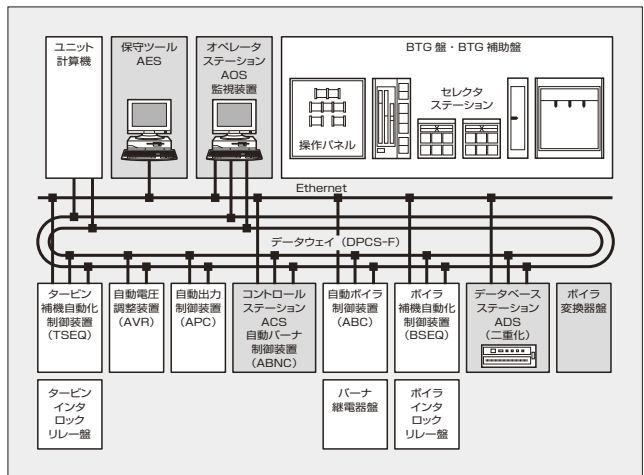 ユニット
計算機
保守ツール
AES
オペレータ
ステーション
AOS
監視装置
BTG 盤・BTG 補助盤
操作パネル
セレクタ
ステーション
Ethernet
データウェイ（DPCS-F）
タービン
補機自動化
制御装置
（TSEQ）
自動電圧
調整装置
（AVR）
自動出力
制御装置
（APC）
コントロール
ステーション
ACS
自動バーナ
制御装置
（ABNC）
自動ボイラ
制御装置
（ABC）
ボイラ
補機自動化
制御装置
（BSEQ）
データベース
ステーション
ADS
（二重化）
ボイラ
変換器盤
タービン
インタ
ロック
リレー盤
バーナ
継電器盤
ボイラ
インタ
ロック
リレー盤